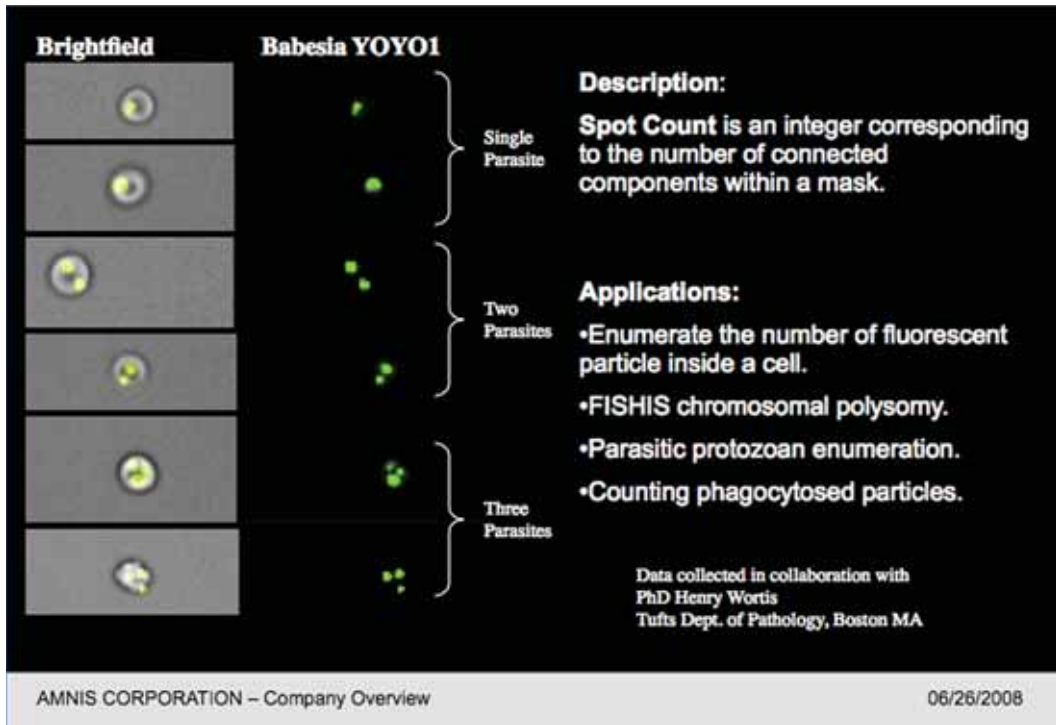 Brightfield
Babesia YOYO1
Single
Parasite
Two
Parasites
Three
Parasites
Description:
Spot Count is an integer corresponding
to the number of connected
components within a mask.
Applications:
•Enumerate the number of fluorescent
particle inside a cell.
•FISHIS chromosomal polysomy.
•Parasitic protozoan enumeration.
•Counting phagocytosed particles.
Data collected in collaboration with
PhD Henry Wortis
Tufts Dept. of Pathology, Boston MA
AMNIS CORPORATION – Company Overview
06/26/2008